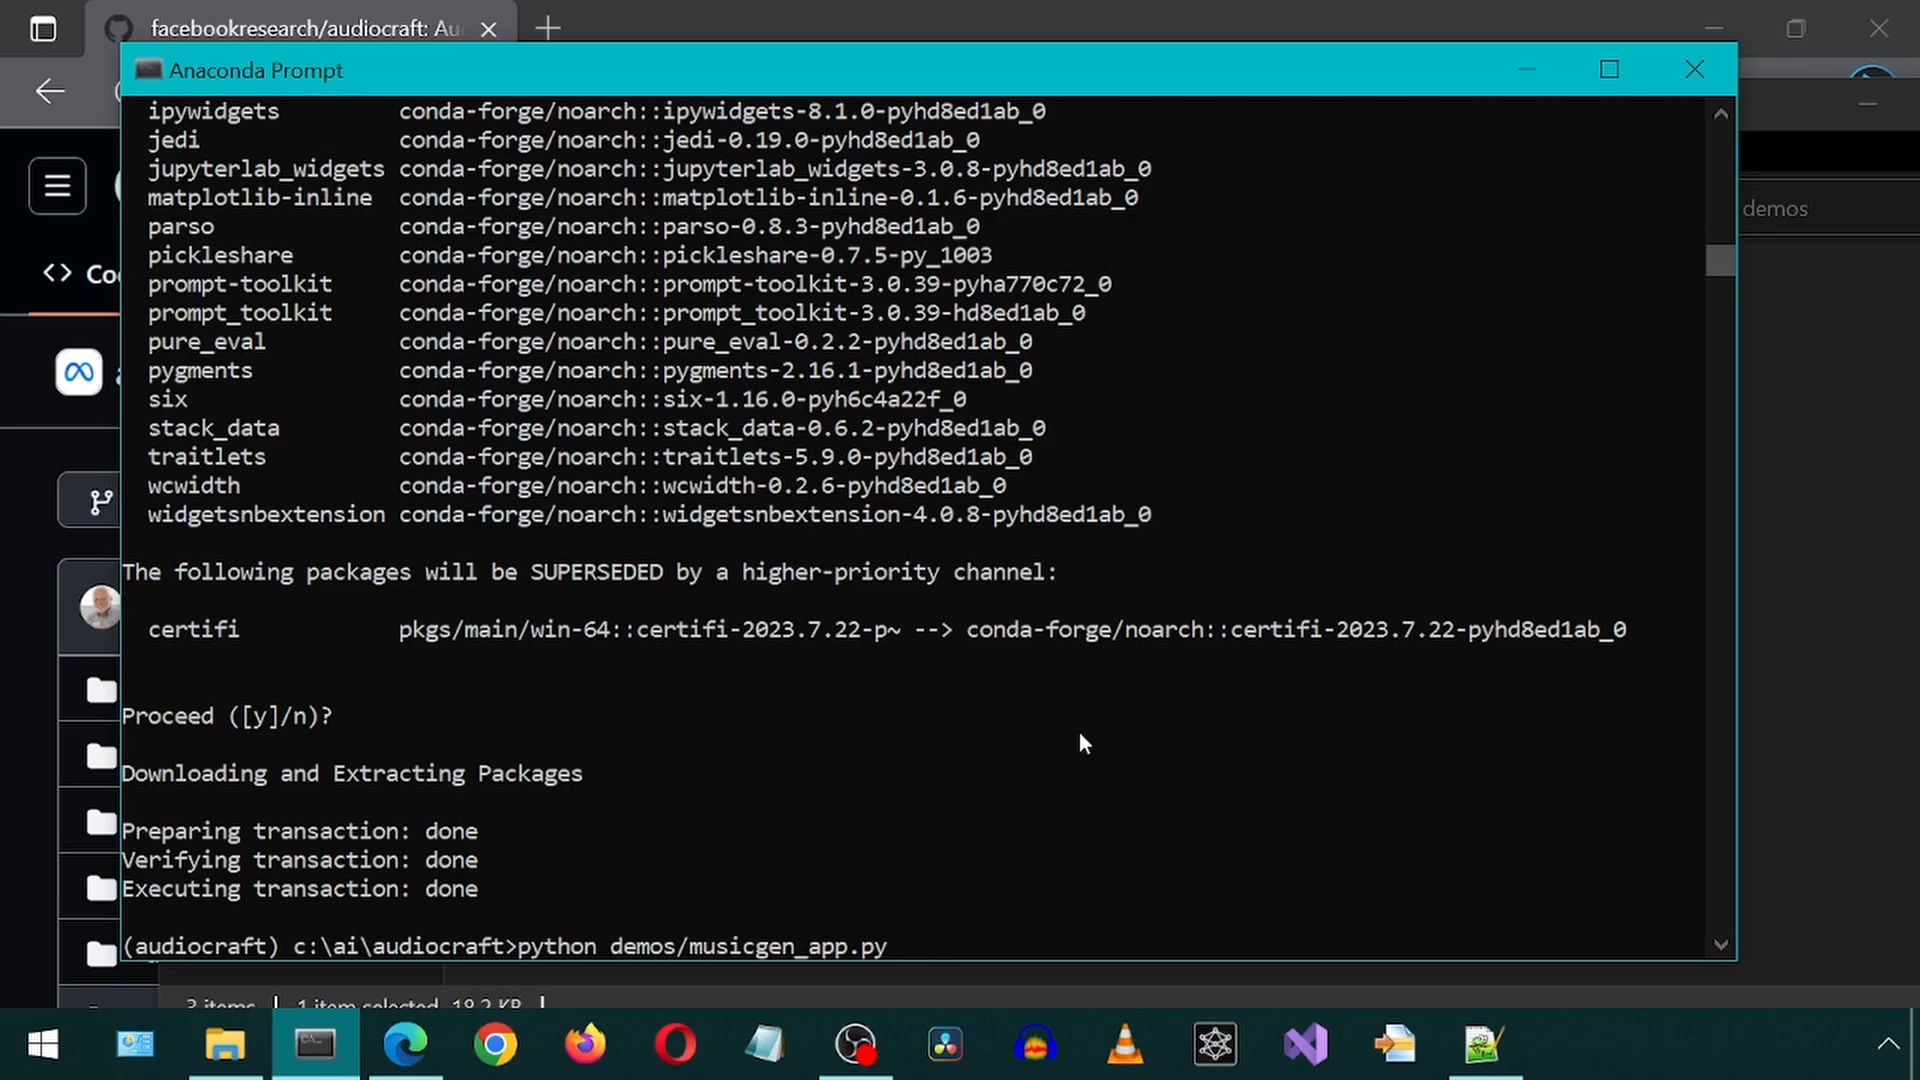 facebookresearch/audiocraft: Au
Anaconda Prompt
ipywidgets conda-forge/noarch::ipywidgets-8.1.0-pyhd8ed1ab_0
jedi conda-forge/noarch::jedi-0.19.0-pyhd8ed1ab_0
jupyterlab_widgets conda-forge/noarch::jupyterlab_widgets-3.0.8-pyhd8ed1ab_0
matplotlib-inline conda-forge/noarch::matplotlib-inline-0.1.6-pyhd8ed1ab_0
parso conda-forge/noarch::parso-0.8.3-pyhd8ed1ab_0
demos
pickleshare conda-forge/noarch::pickleshare-0.7.5-py_1003
<> Co
prompt-toolkit conda-forge/noarch::prompt-toolkit-3.0.39-pyha770c72_0
prompt_toolkit conda-forge/noarch::prompt_toolkit-3.0.39-hd8ed1ab_0
pure_eval conda-forge/noarch::pure_eval-0.2.2-pyhd8ed1ab_0
pygments conda-forge/noarch::pygments-2.16.1-pyhd8ed1ab_0
six conda-forge/noarch::six-1.16.0-pyh6c4a22f_0
stack_data conda-forge/noarch::stack_data-0.6.2-pyhd8ed1ab_0
traitlets conda-forge/noarch::traitlets-5.9.0-pyhd8ed1ab_0
wcwidth conda-forge/noarch::wcwidth-0.2.6-pyhd8ed1ab_0
widgetsnbextension conda-forge/noarch::widgetsnbextension-4.0.8-pyhd8ed1ab_0
The following packages will be SUPERSEDED by a higher-priority channel:
certifi pkgs/main/win-64::certifi-2023.7.22-p~ --> conda-forge/noarch::certifi-2023.7.22-pyhd8ed1ab_0
Proceed ([y]/n)?
Downloading and Extracting Packages
Preparing transaction: done
Verifying transaction: done
Executing transaction: done
(audiocraft) c:\ai\audiocraft>python demos/musicgen_app.py
3 items | 1 item selected 18.2 KB |